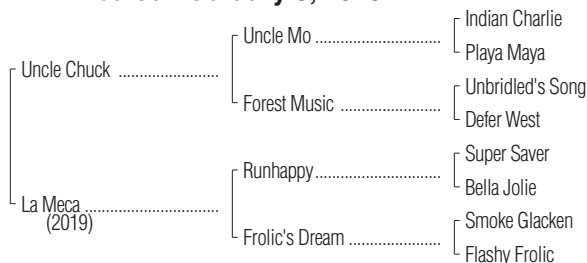 Indian Charlie
Uncle Mo
Playa Maya
Uncle Chuck
Unbridled's Song
Forest Music
Defer West
Super Saver
Runhappy
Bella Jolie
La Meca
(2019)
Smoke Glacken
Frolic's Dream
Flashy Frolic